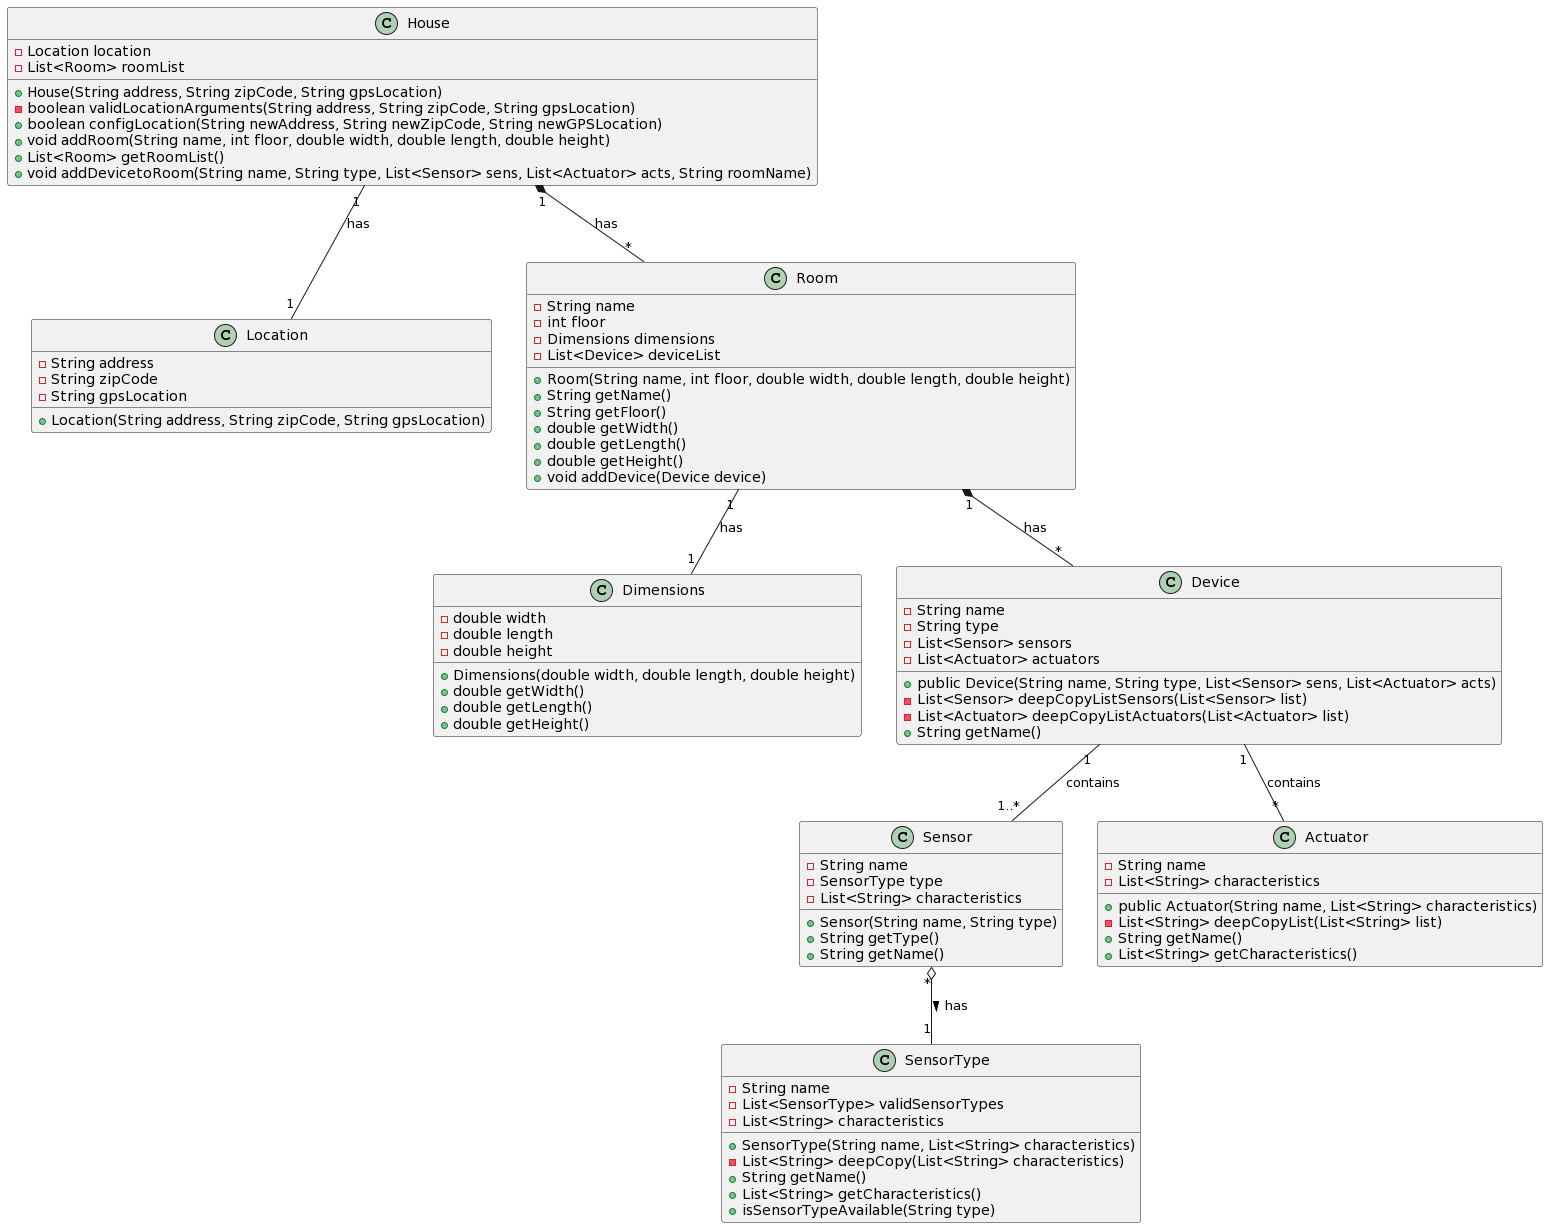 C House
Location location
List<Room> roomList
House(String address, String zipCode, String gpsLocation)
boolean validLocationArguments(String address, String zipCode, String gpsLocation)
boolean configLocation(String newAddress, String newZipCode, String newGPSLocation)
void addRoom(String name, int floor, double width, double length, double height)
List<Room> getRoomList()
void addDevicetoRoom(String name, String type, List<Sensor> sens, List<Actuator> acts, String roomName)
1
has
1
1
has
*
C Location
String address
String zipCode
String gpsLocation
Location(String address, String zipCode, String gpsLocation)
C Room
String name
int floor
Dimensions dimensions
List<Device> deviceList
Room(String name, int floor, double width, double length, double height)
String getName()
String getFloor()
double getWidth()
double getLength()
double getHeight()
void addDevice(Device device)
1
has
1
1
has
*
C Dimensions
double width
double length
double height
Dimensions(double width, double length, double height)
double getWidth()
double getLength()
double getHeight()
C Device
String name
String type
List<Sensor> sensors
List<Actuator> actuators
public Device(String name, String type, List<Sensor> sens, List<Actuator> acts)
List<Sensor> deepCopyListSensors(List<Sensor> list)
List<Actuator> deepCopyListActuators(List<Actuator> list)
String getName()
1
contains
1..*
1
contains
*
C Sensor
String name
SensorType type
List<String> characteristics
Sensor(String name, String type)
String getType()
String getName()
C Actuator
String name
List<String> characteristics
public Actuator(String name, List<String> characteristics)
List<String> deepCopyList(List<String> list)
String getName()
List<String> getCharacteristics()
*
has
1
C SensorType
String name
List<SensorType> validSensorTypes
List<String> characteristics
SensorType(String name, List<String> characteristics)
List<String> deepCopy(List<String> characteristics)
String getName()
List<String> getCharacteristics()
isSensorTypeAvailable(String type)